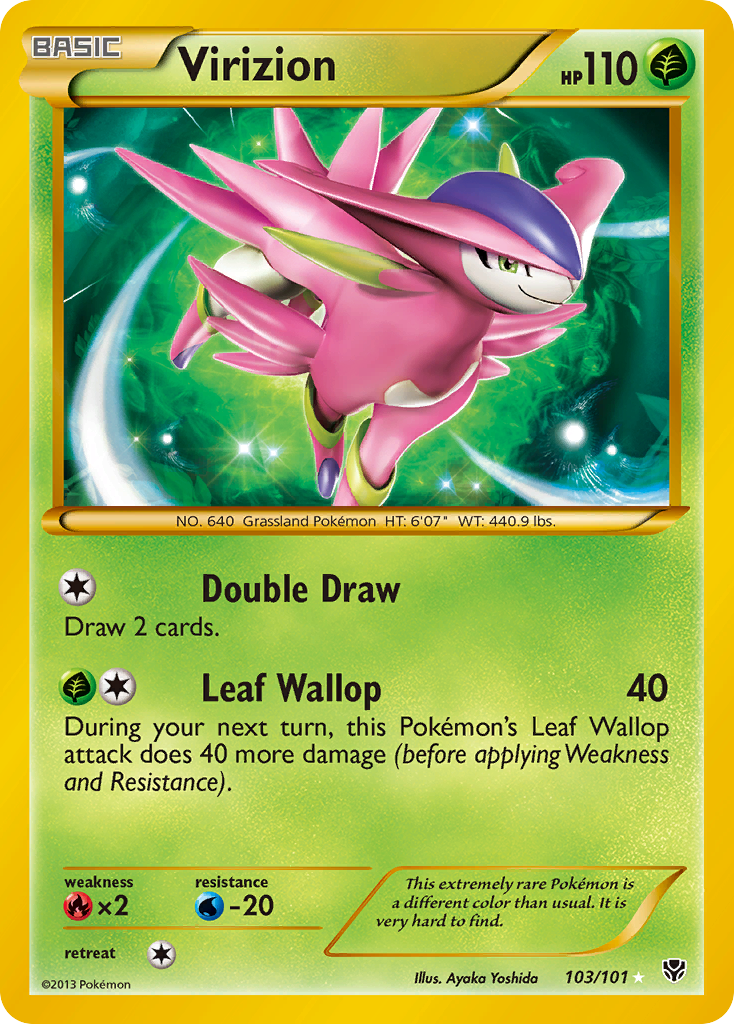 BASIC
Virizion
HP110
NO. 640 Grassland Pokémon HT: 6'07" WT: 440.9 lbs.
Double Draw
Draw 2 cards.
Leaf Wallop 40
During your next turn, this Pokémon's Leaf Wallop
attack does 40 more damage (before applying Weakness
and Resistance).
weakness resistance
×2 -20
This extremely rare Pokémon is
a different color than usual. It is
very hard to find.
retreat
©2013 Pokémon
Illus. Ayaka Yoshida 103/101